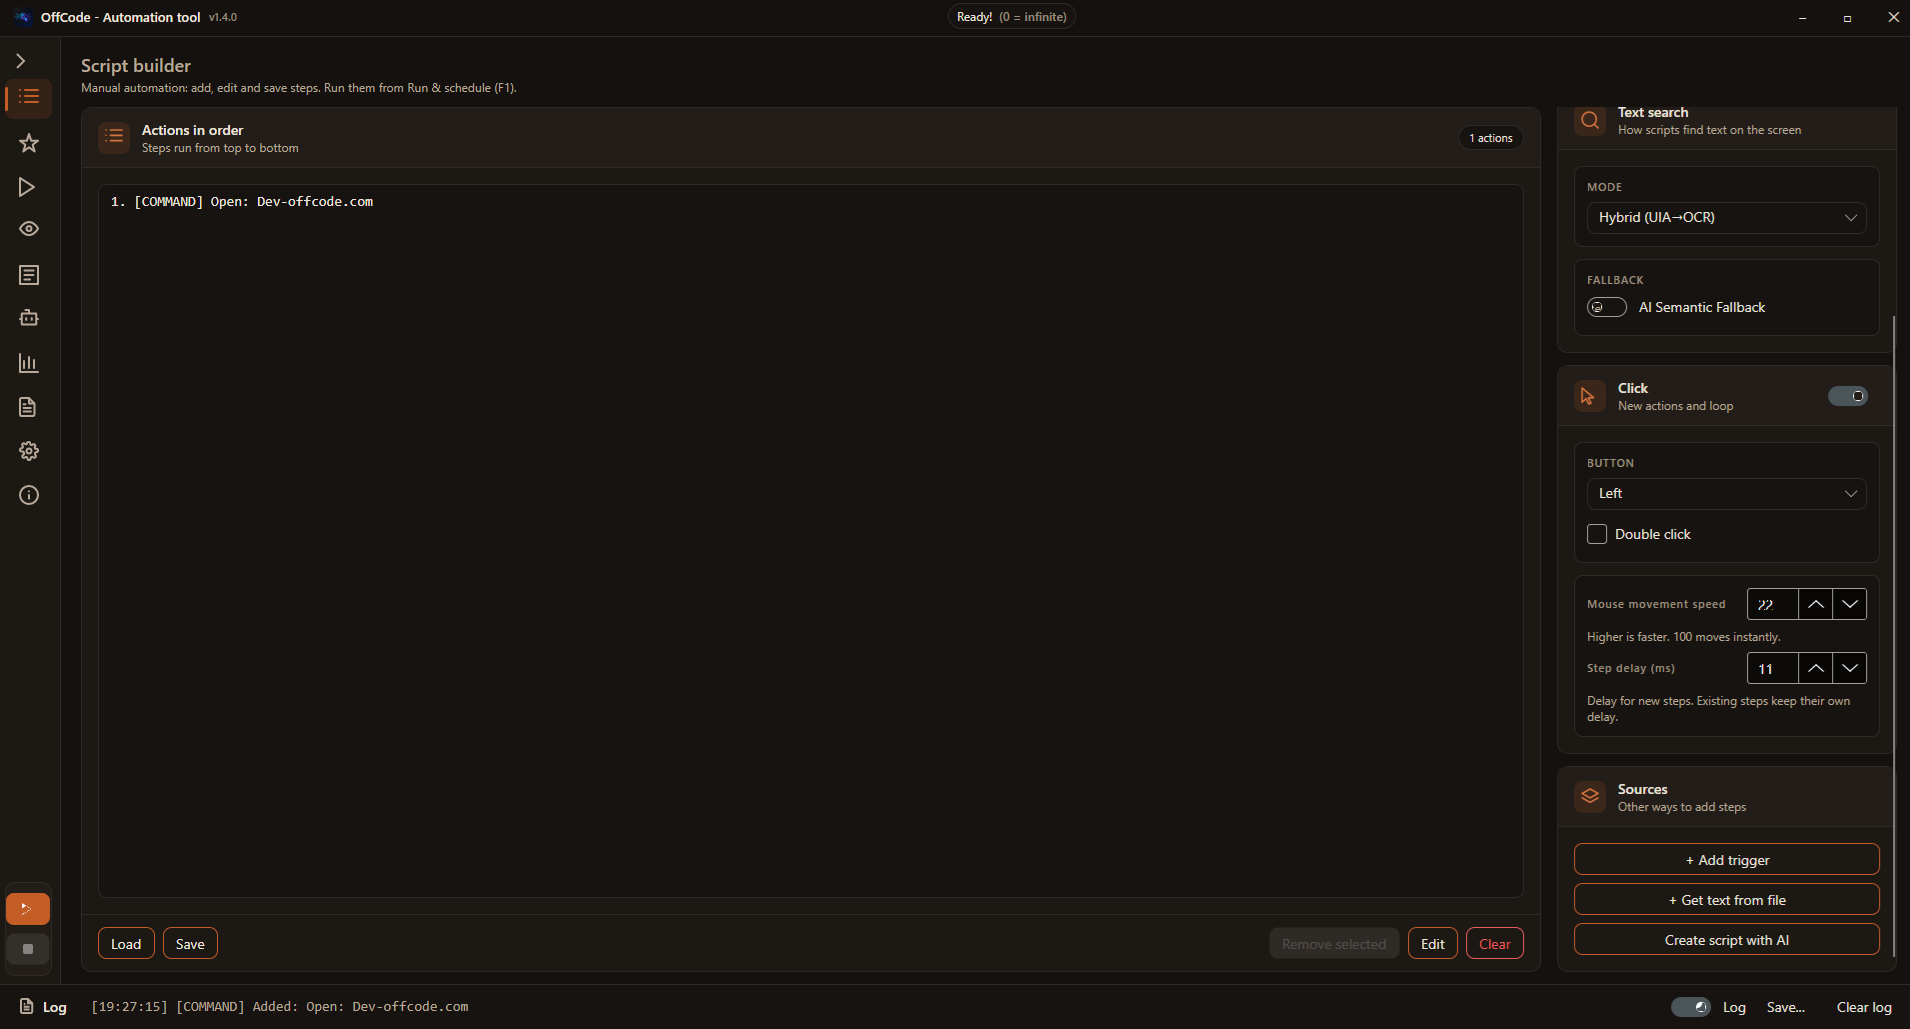 OffCode - Automation tool v1.4.0
Ready! (0 = infinite)
Script builder
Manual automation: add, edit and save steps. Run them from Run & schedule (F1).
Actions in order
Steps run from top to bottom
1 actions
1. [COMMAND] Open: Dev-offcode.com
Load
Save
Remove selected
Edit
Clear
Text search
How scripts find text on the screen
MODE
Hybrid (UIA→OCR)
FALLBACK
AI Semantic Fallback
Click
New actions and loop
BUTTON
Left
Double click
Mouse movement speed 22
Higher is faster. 100 moves instantly.
Step delay (ms) 11
Delay for new steps. Existing steps keep their own
delay.
Sources
Other ways to add steps
+ Add trigger
+ Get text from file
Create script with AI
Log [19:27:15] [COMMAND] Added: Open: Dev-offcode.com
Log Save... Clear log